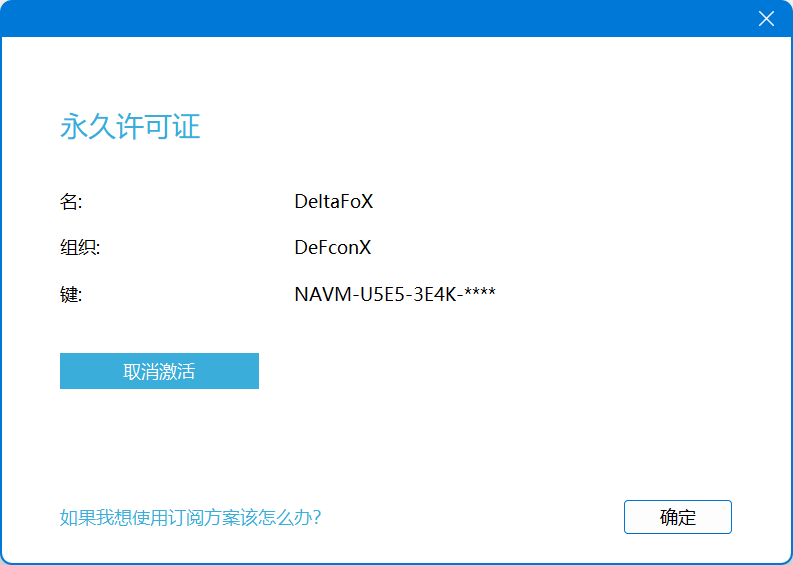 永久许可证
名: DeltaFoX
组织: DeFconX
键: NAVM-U5E5-3E4K-****
取消激活
如果我想使用订阅方案该怎么办? 确定